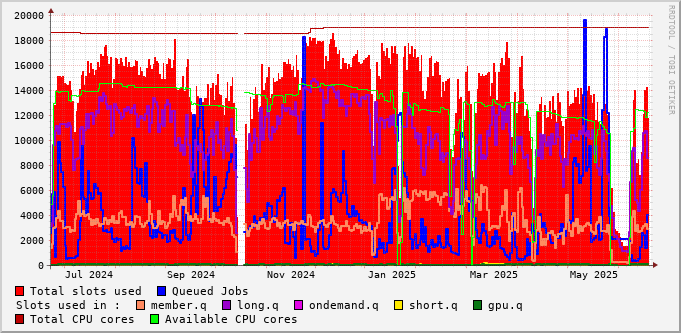 20000
18000
16000
14000
12000
10000
8000
6000
4000
2000
0
Jul 2024 Sep 2024 Nov 2024 Jan 2025 Mar 2025 May 2025
RRDTOOL / TOBI OETIKER
Total slots used Queued Jobs
Slots used in : member.q long.q ondemand.q short.q gpu.q
Total CPU cores Available CPU cores